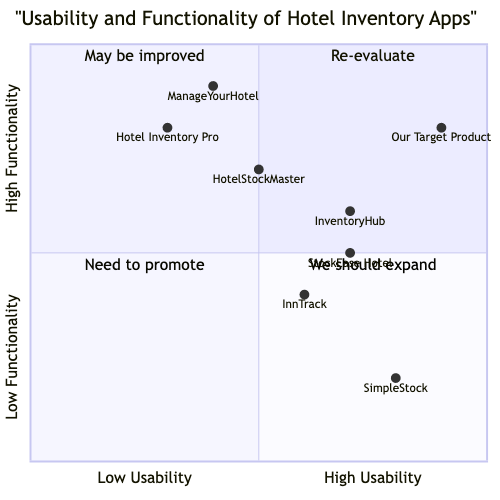 "Usability and Functionality of Hotel Inventory Apps"
May be improved
Re-evaluate
ManageYourHotel
Hotel Inventory Pro
Our Target Product
HotelStockMaster
InventoryHub
Need to promote
StockEase Hotel
We should expand
InnTrack
SimpleStock
High Functionality
Low Functionality
Low Usability
High Usability